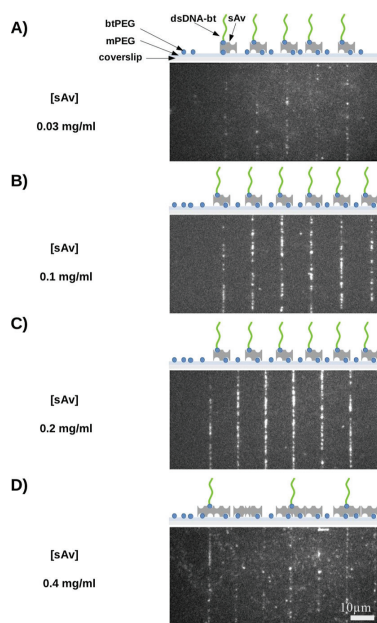 A)
btPEG
mPEG
coverslip
dsDNA-bt
sAv
[sAv]
0.03 mg/ml
B)
[sAv]
0.1 mg/ml
C)
[sAv]
0.2 mg/ml
D)
[sAv]
0.4 mg/ml
10µm